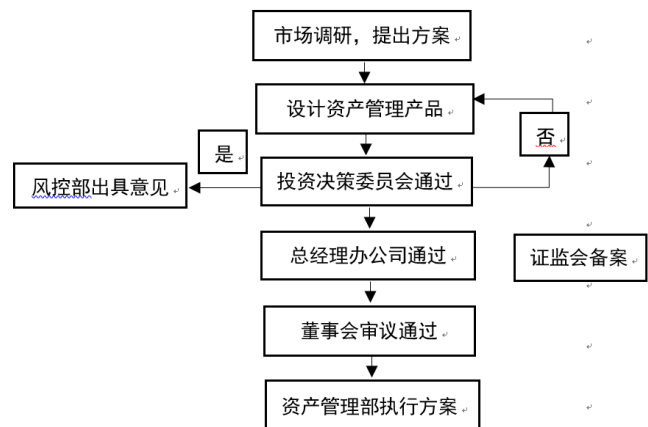 市场调研，提出方案
设计资产管理产品
否
是
投资决策委员会通过
风控部出具意见
总经理办公司通过
证监会备案
董事会审议通过
资产管理部执行方案